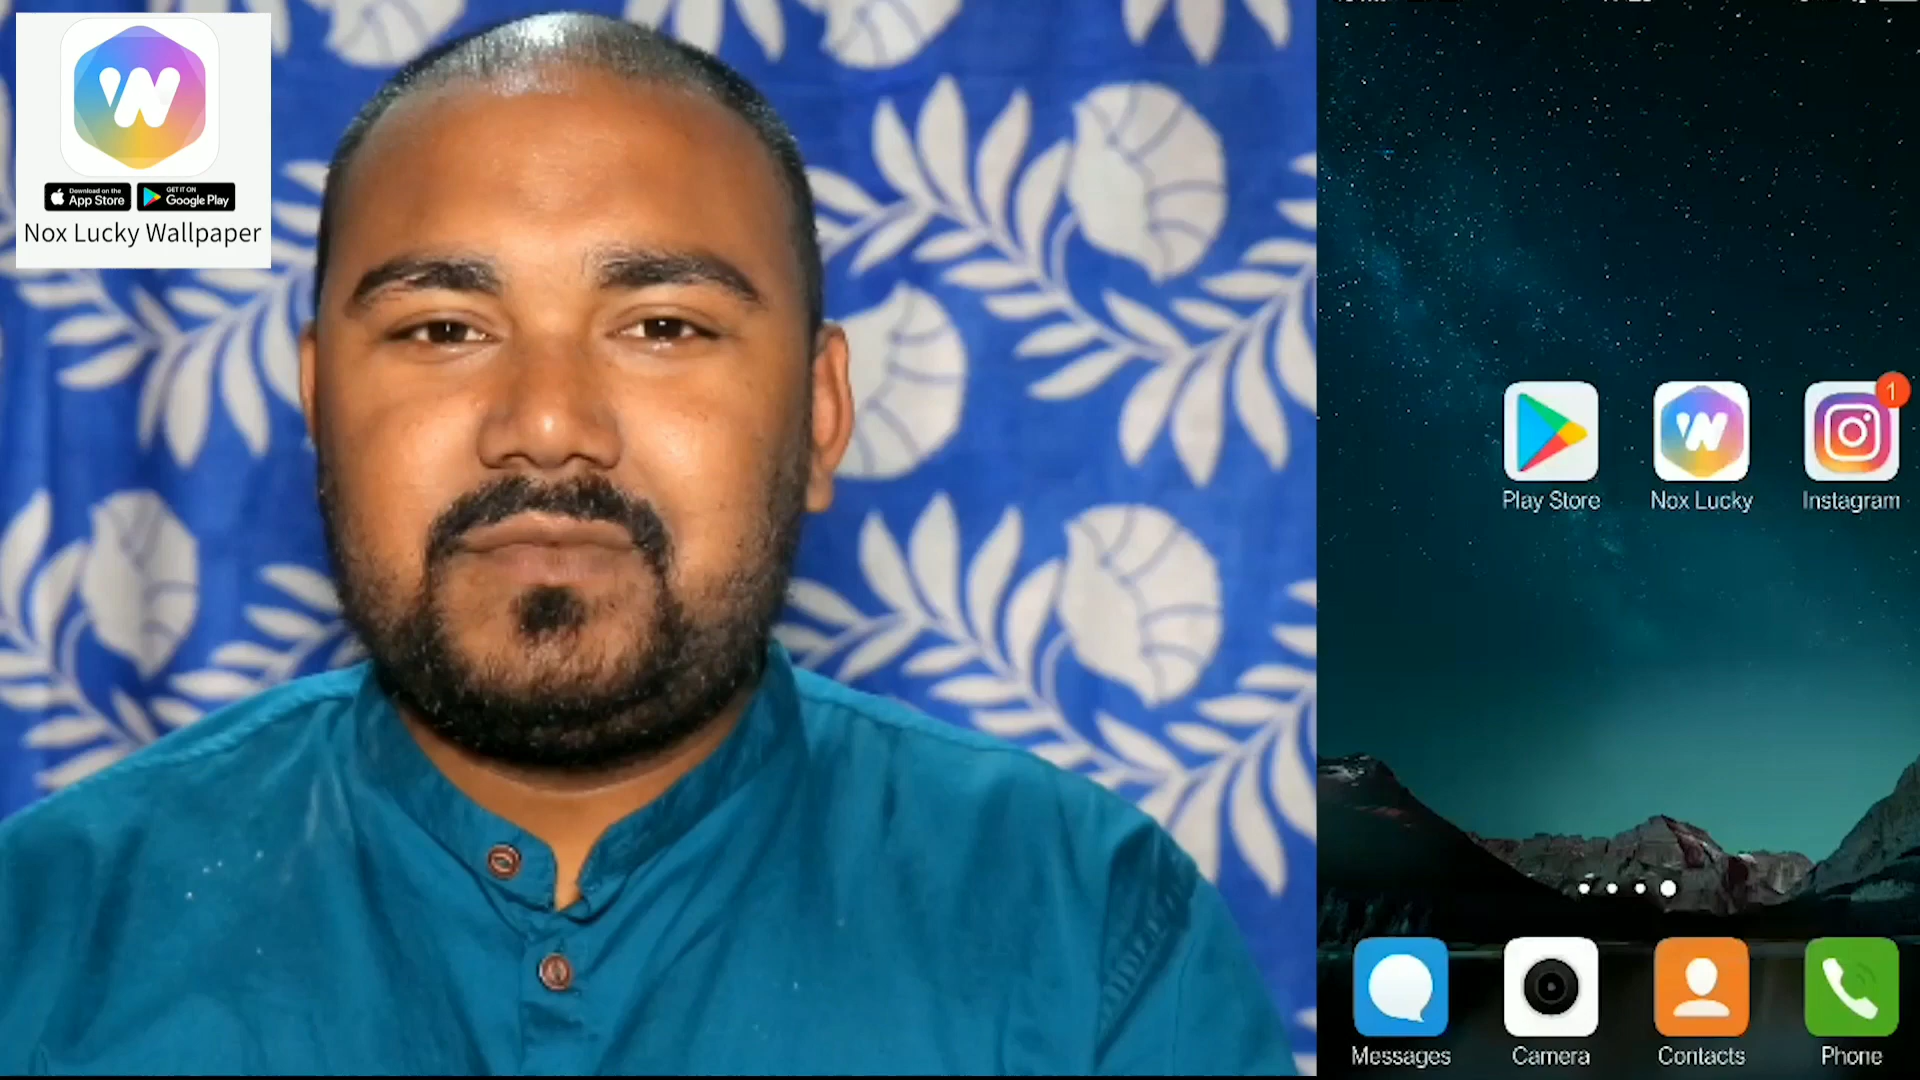 W
Download on the
App Store
GET IT ON
Google Play
Nox Lucky Wallpaper
W
1
Play Store
Nox Lucky
Instagram
Messages
Camera
Contacts
Phone